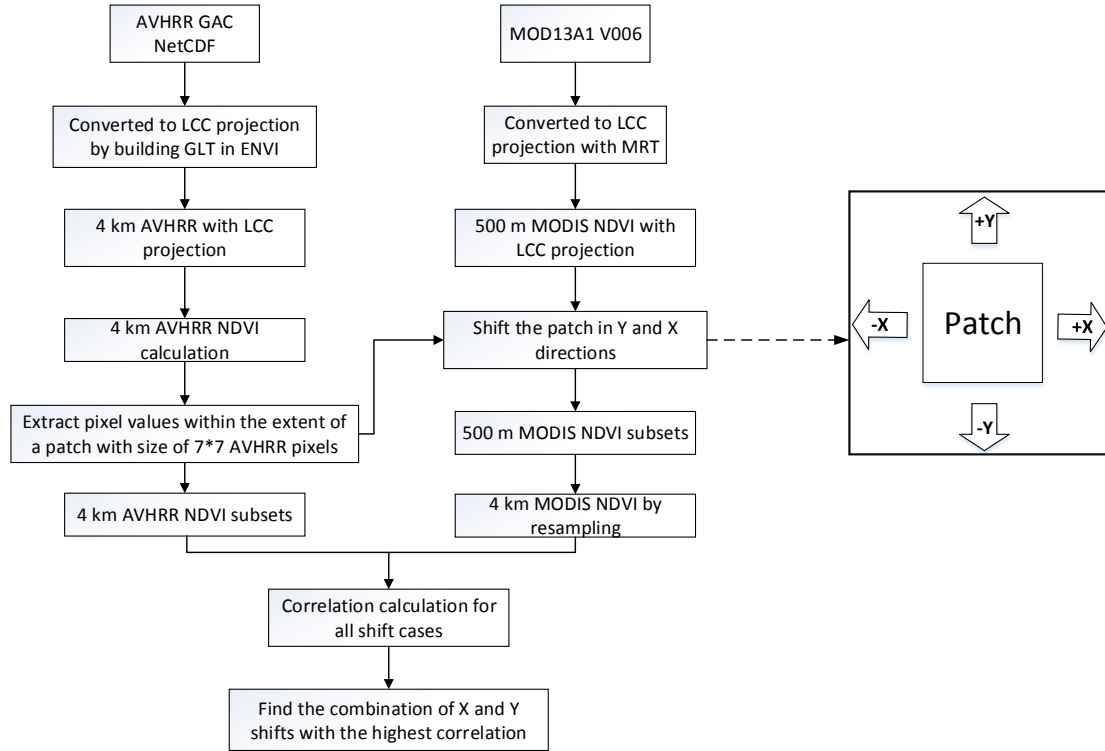 AVHRR GAC
NetCDF
Converted to LCC projection
by building GLT in ENVI
4 km AVHRR with LCC
projection
4 km AVHRR NDVI
calculation
Extract pixel values within the extent of
a patch with size of 7*7 AVHRR pixels
4 km AVHRR NDVI subsets
MOD13A1 V006
Converted to LCC
projection with MRT
500 m MODIS NDVI with
LCC projection
Shift the patch in Y and X
directions
500 m MODIS NDVI subsets
4 km MODIS NDVI by
resampling
Correlation calculation for
all shift cases
Find the combination of X and Y
shifts with the highest correlation
+Y
-X
Patch
+X
-Y